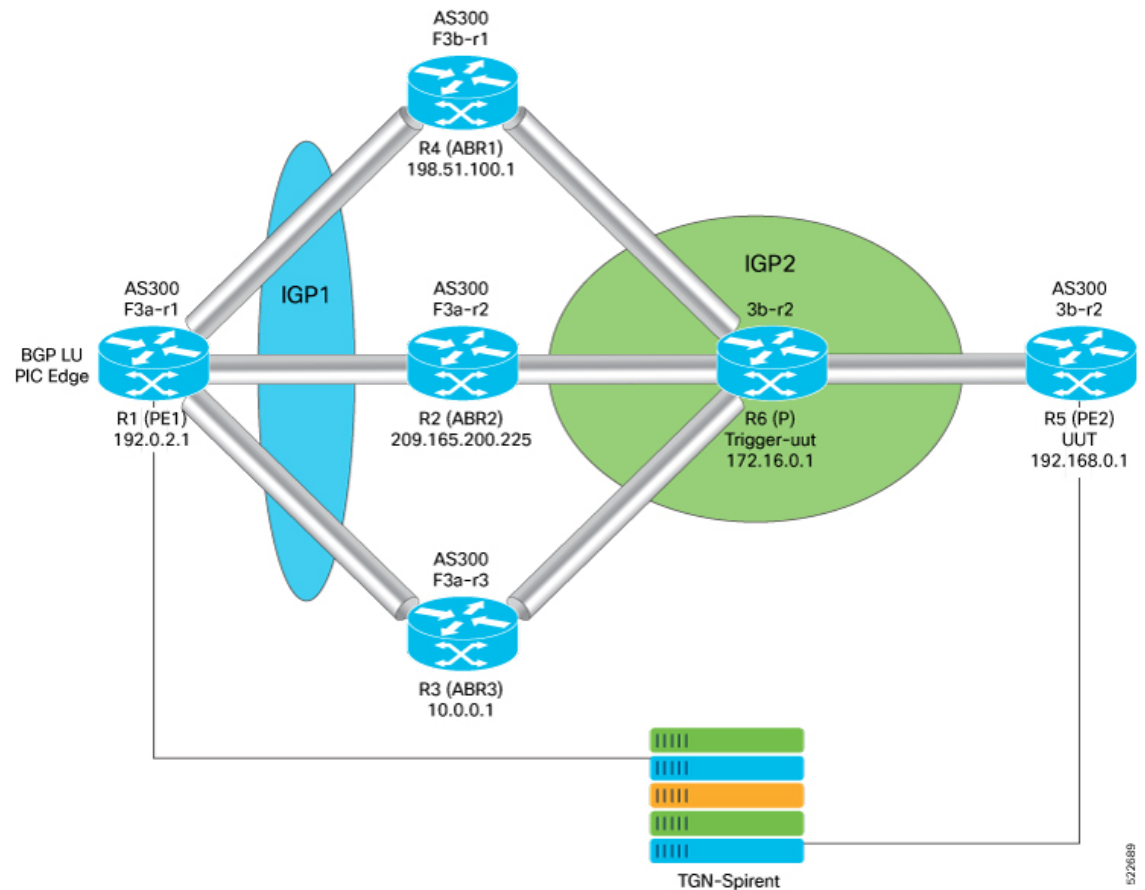 AS300
F3b-r1
R4 (ABR1)
198.51.100.1
IGP1
IGP2
AS300
F3a-r1
BGP LU
PIC Edge
R1 (PE1)
192.0.2.1
AS300
F3a-r2
R2 (ABR2)
209.165.200.225
3b-r2
R6 (P)
Trigger-uut
172.16.0.1
AS300
3b-r2
R5 (PE2)
UUT
192.168.0.1
AS300
F3a-r3
R3 (ABR3)
10.0.0.1
TGN-Spirent
522689